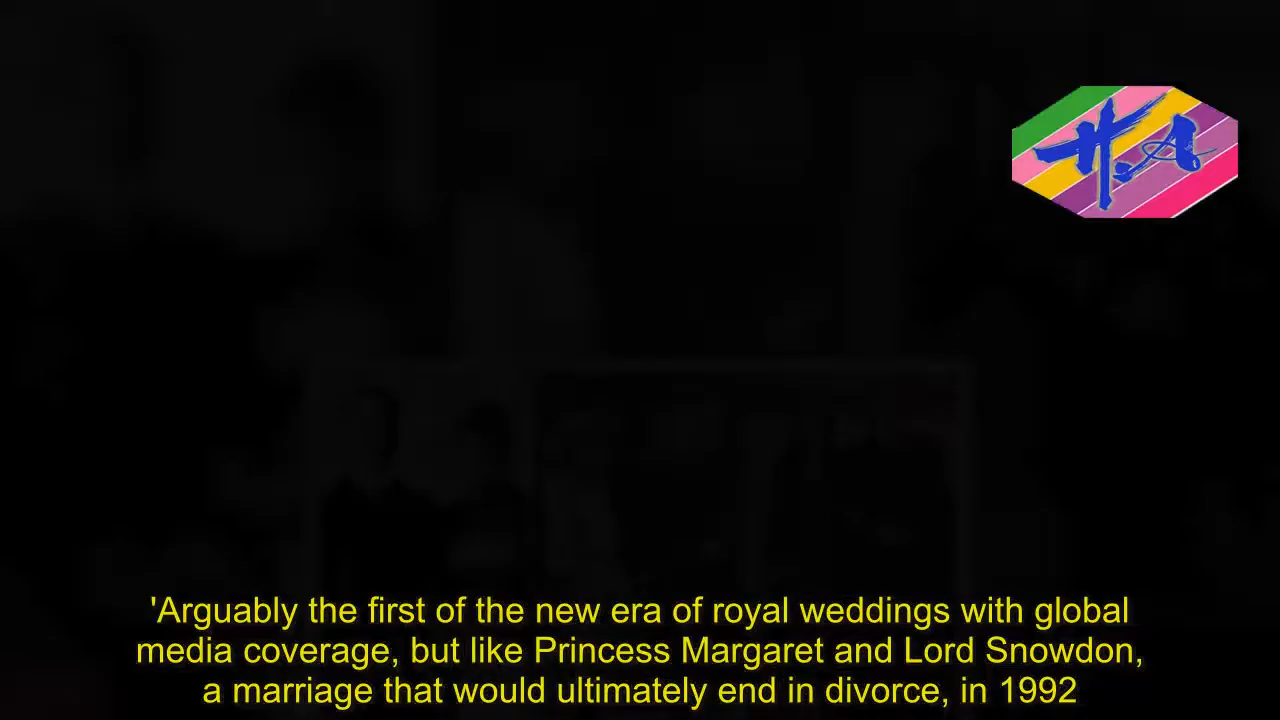 H.A
'Arguably the first of the new era of royal weddings with global
media coverage, but like Princess Margaret and Lord Snowdon,
a marriage that would ultimately end in divorce, in 1992